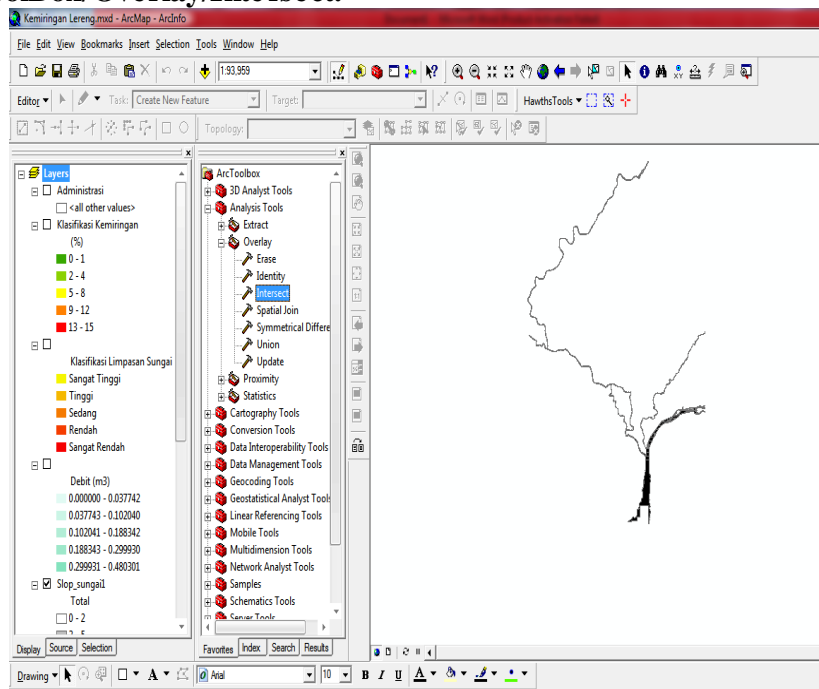 Kemiringan Lereng.mxd - ArcMap - ArcInfo
File Edit View Bookmarks Insert Selection Tools Window Help
1:93,959
Editor Task: Create New Feature Target: HawthsTools
Topology:
Layers
Administrasi
<all other values>
Klasifikasi Kemiringan
(%)
0 - 1
2 - 4
5 - 8
9 - 12
13 - 15
Klasifikasi Limpasan Sungai
Sangat Tinggi
Tinggi
Sedang
Rendah
Sangat Rendah
Debit (m3)
0.000000 - 0.037742
0.037743 - 0.102040
0.102041 - 0.188342
0.188343 - 0.299930
0.299931 - 0.480301
Slop_sungai1
Total
0 - 2
Display Source Selection
ArcToolbox
3D Analyst Tools
Analysis Tools
Extract
Overlay
Erase
Identity
Intersect
Spatial Join
Symmetrical Differe
Union
Update
Proximity
Statistics
Cartography Tools
Conversion Tools
Data Interoperability Tools
Data Management Tools
Geocoding Tools
Geostatistical Analyst Tools
Linear Referencing Tools
Mobile Tools
Multidimension Tools
Network Analyst Tools
Samples
Schematics Tools
Server Tools
Favorites Index Search Results
Drawing A Arial 10 B I U A